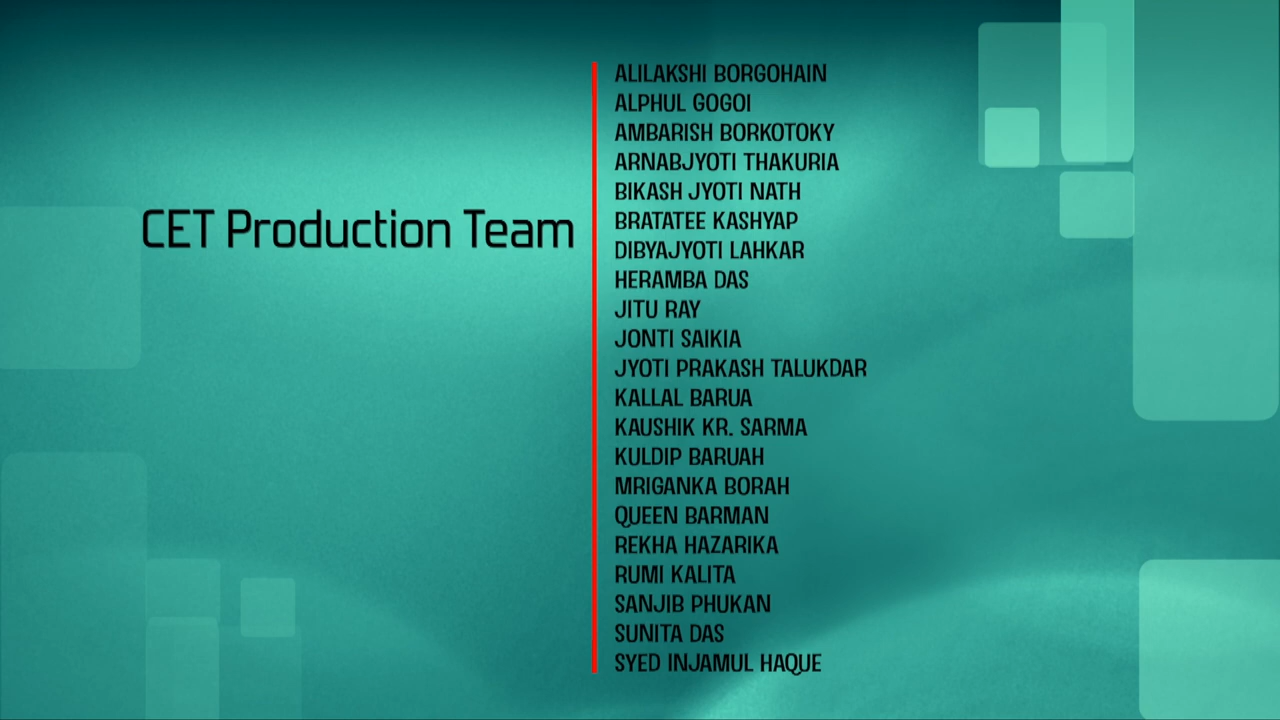 CET Production Team
ALILAKSHI BORGOHAIN
ALPHUL GOGOI
AMBARISH BORKOTOKY
ARNABJYOTI THAKURIA
BIKASH JYOTI NATH
BRATATEE KASHYAP
DIBYAJYOTI LAHKAR
HERAMBA DAS
JITU RAY
JONTI SAIKIA
JYOTI PRAKASH TALUKDAR
KALLAL BARUA
KAUSHIK KR. SARMA
KULDIP BARUAH
MRIGANKA BORAH
QUEEN BARMAN
REKHA HAZARIKA
RUMI KALITA
SANJIB PHUKAN
SUNITA DAS
SYED INJAMUL HAQUE